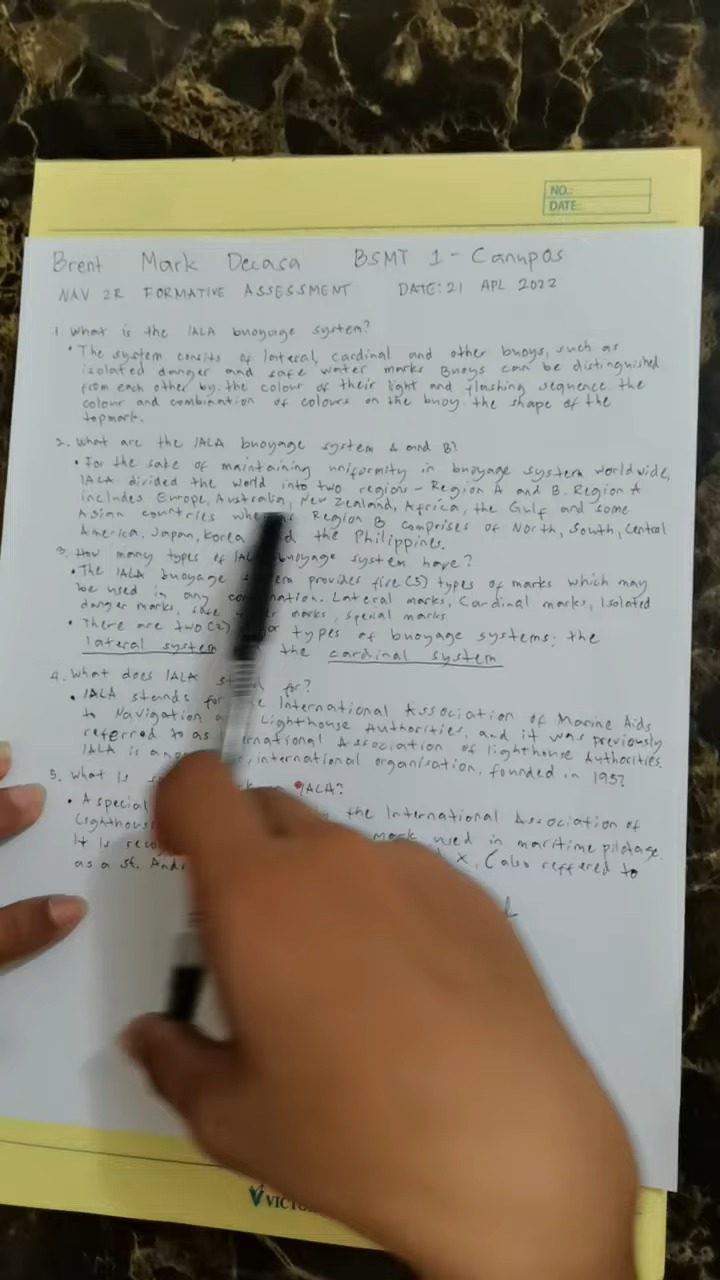 NO.:
DATE:
Brent Mark Decasa BSMT 1 - Canupas
NAV 2R FORMATIVE ASSESSMENT DATE: 21 APL 2022
1. What is the IALA buoyage system?
• The system consits of lateral, cardinal and other buoys, such as
isolated danger and safe water marks Buoys can be distinguished
from each other by. the colour of their light and flashing sequence. the
colour and combination of colours on the buoy. the shape of the
topmark.
2. What are the IALA buoyage system A and B?
• For the sake of maintaining uniformity in buoyage system worldwide,
IALA divided the world into two regions - Region A and B. Region A
includes Europe, Australia, New Zealand, Africa, the Gulf and some
Asian countries Region B comprises of North, South, Central
America, Japan, Korea the Philippines.
3. How many types of buoyage system have?
• The IALA buoyage provides five (5) types of marks which may
be used in any Lateral marks, Cardinal marks, Isolated
danger marks, marks, special marks
• There are two (2) types of buoyage systems: the
lateral system the cardinal system
4. What does IALA for?
• IALA stands for International Association of Marine Aids
to Navigation Lighthouse Authorities, and it was previously
referred to as Association of lighthouse Authorities.
IALA is a international organisation, founded in 1957
5. What Is IALA?
• A special the International Association of
mark used in maritime pilotage.
It is X, (also reffered to
as a St.
VICTO